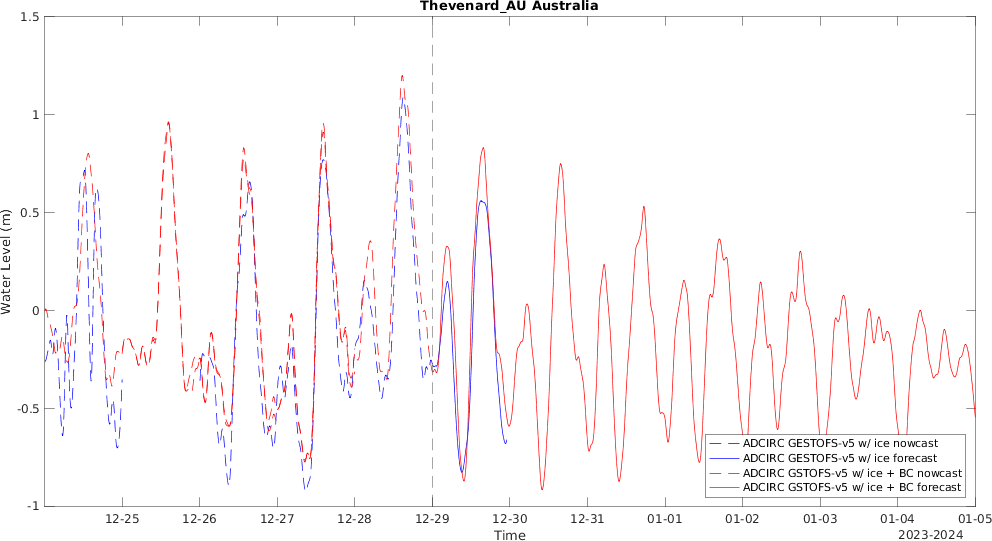 Thevenard_AU Australia
1.5
1
0.5
0
-0.5
-1
Water Level (m)
12-25
12-26
12-27
12-28
12-29
12-30
12-31
01-01
01-02
01-03
01-04
01-05
Time
2023-2024
ADCIRC GESTOFS-v5 w/ ice nowcast
ADCIRC GESTOFS-v5 w/ ice forecast
ADCIRC GSTOFS-v5 w/ ice + BC nowcast
ADCIRC GSTOFS-v5 w/ ice + BC forecast